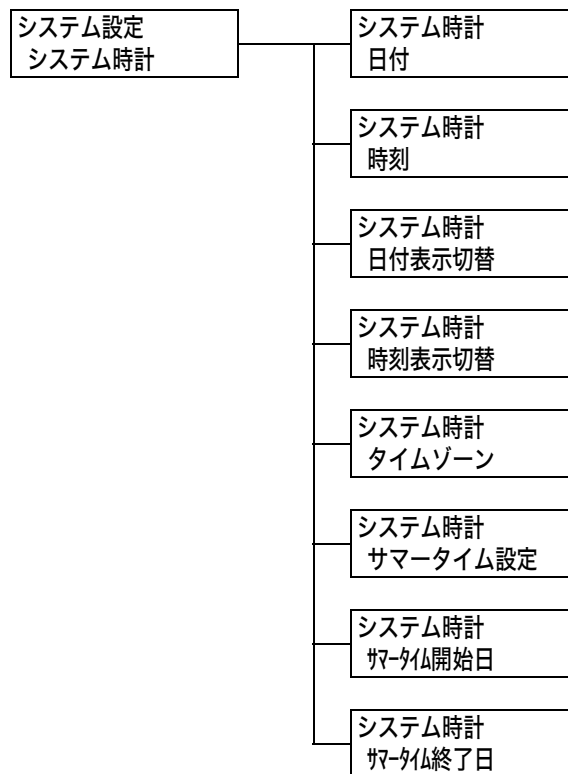 システム設定
システム時計
システム時計
日付
システム時計
時刻
システム時計
日付表示切替
システム時計
時刻表示切替
システム時計
タイムゾーン
システム時計
サマータイム設定
システム時計
ｻﾏｰﾀｲﾑ開始日
システム時計
ｻﾏｰﾀｲﾑ終了日